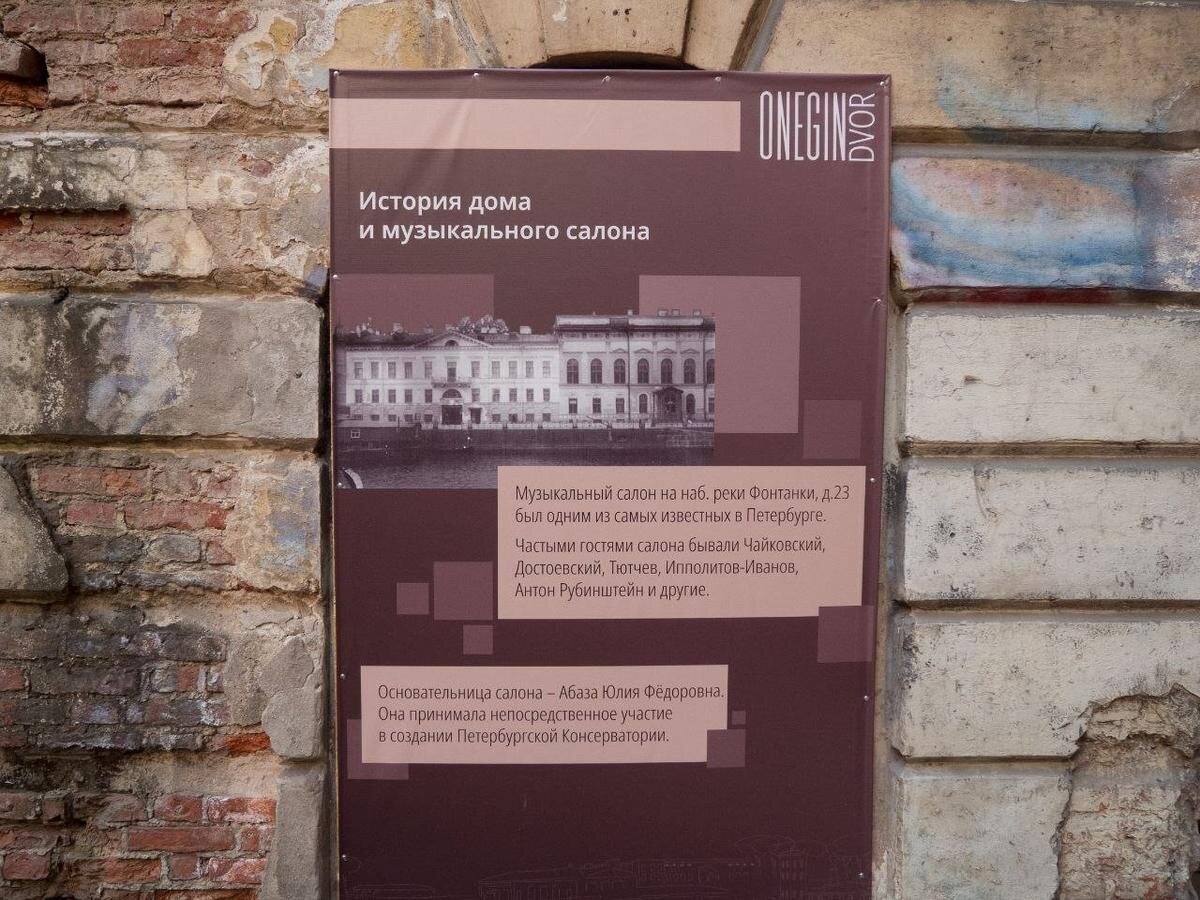 ONEGIN
DVOR
История дома
и музыкального салона
Музыкальный салон на наб. реки Фонтанки, д.23
был одним из самых известных в Петербурге.
Частыми гостями салона бывали Чайковский,
Достоевский, Тютчев, Ипполитов-Иванов,
Антон Рубинштейн и другие.
Основательница салона – Абаза Юлия Фёдоровна.
Она принимала непосредственное участие
в создании Петербургской Консерватории.